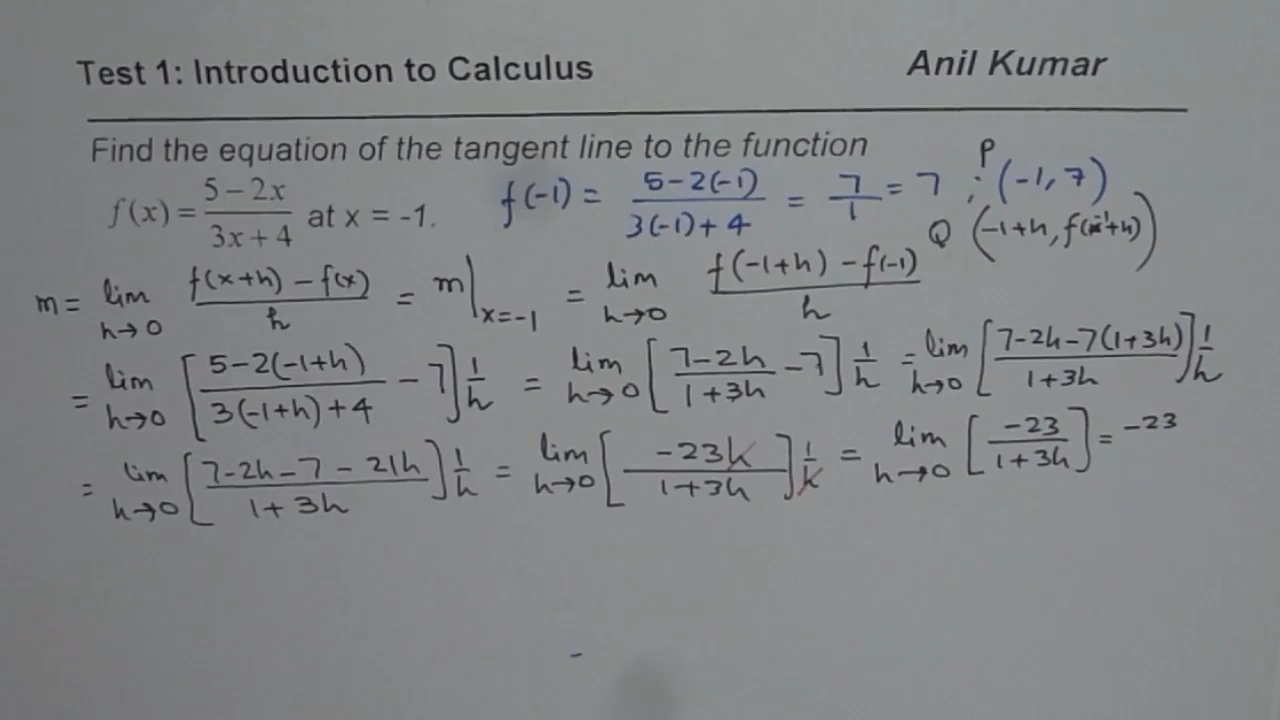 Test 1: Introduction to Calculus Anil Kumar
Find the equation of the tangent line to the function
f(x) = (5 – 2x)/(3x + 4) at x = -1. f(-1) = (5-2(-1))/(3(-1)+4) = 7/1 = 7 ; P (-1, 7)
Q (-1+h, f(-1+h))
m = lim h→0 (f(x+h) - f(x))/h = m|x=-1 = lim h→0 (f(-1+h) - f(-1))/h
= lim h→0 [(5-2(-1+h))/(3(-1+h)+4) - 7] 1/h = lim h→0 [(7-2h)/(1+3h) - 7] 1/h = lim h→0 [(7-2h-7(1+3h))/(1+3h)] 1/h
= lim h→0 [(7-2h-7-21h)/(1+3h)] 1/h = lim h→0 [(-23h)/(1+3h)] 1/h = lim h→0 [(-23)/(1+3h)] = -23